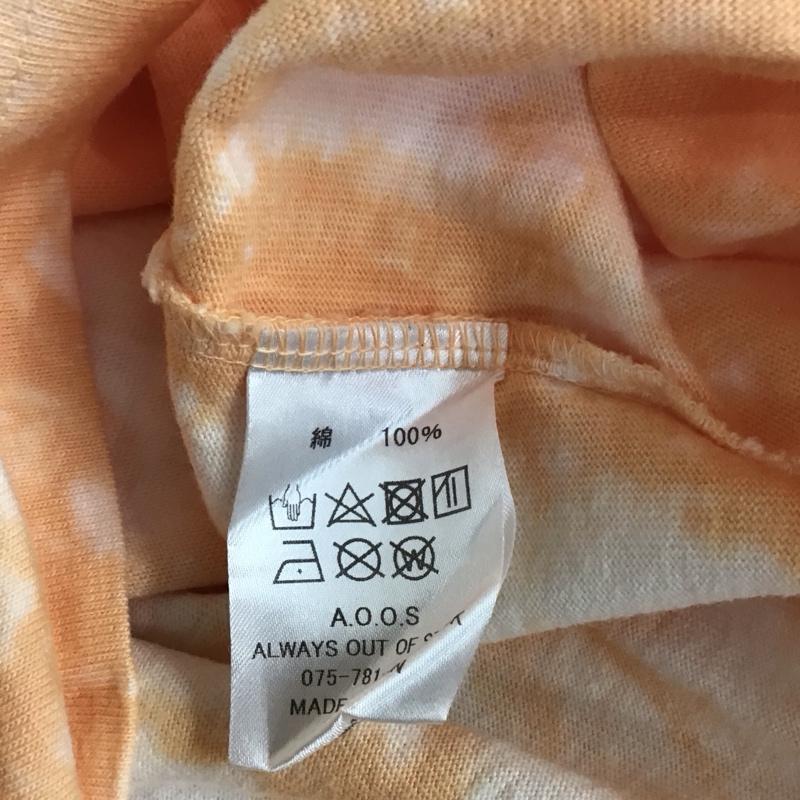 綿 100%
A.O.O.S
ALWAYS OUT OF
075-781
MADE